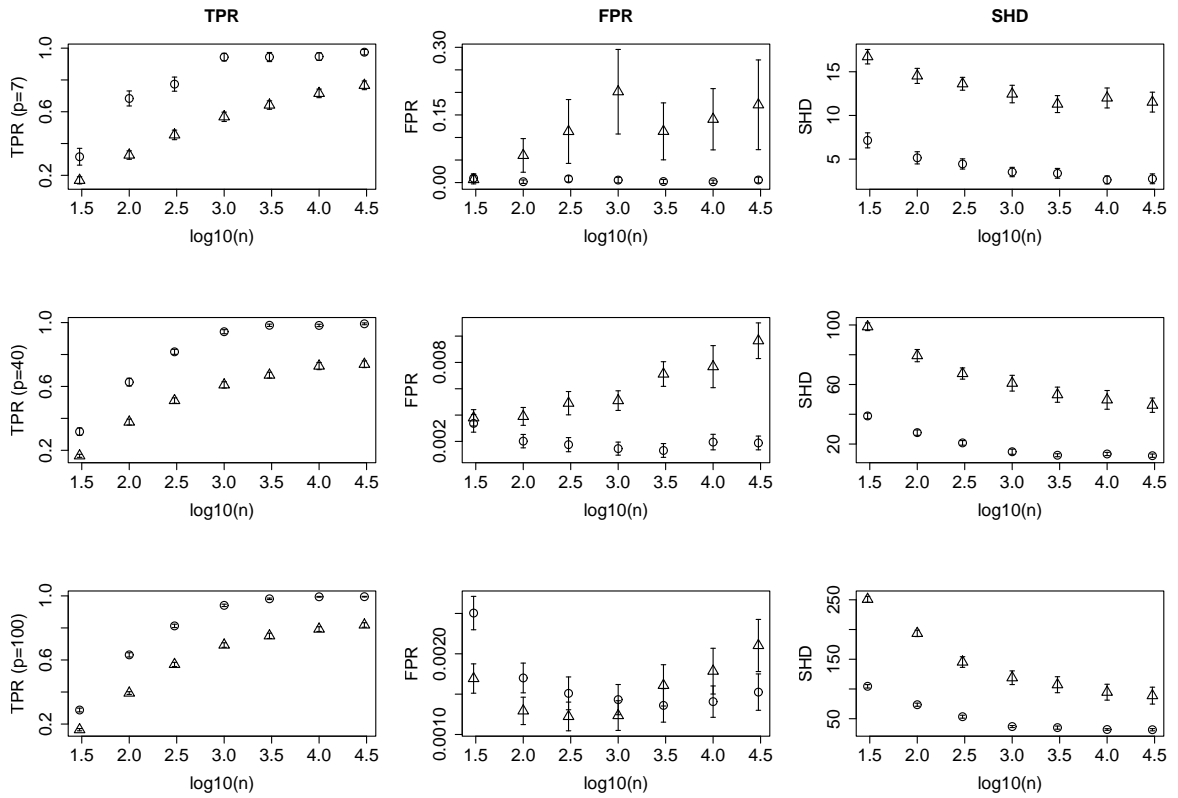 TPR FPR SHD
TPR (p=7)
0.2 0.6 1.0
1.5 2.0 2.5 3.0 3.5 4.0 4.5
log10(n)
FPR
0.00 0.15 0.30
1.5 2.0 2.5 3.0 3.5 4.0 4.5
log10(n)
SHD
5 10 15
1.5 2.0 2.5 3.0 3.5 4.0 4.5
log10(n)
TPR (p=40)
0.2 0.6 1.0
1.5 2.0 2.5 3.0 3.5 4.0 4.5
log10(n)
FPR
0.002 0.008
1.5 2.0 2.5 3.0 3.5 4.0 4.5
log10(n)
SHD
20 60 100
1.5 2.0 2.5 3.0 3.5 4.0 4.5
log10(n)
TPR (p=100)
0.2 0.6 1.0
1.5 2.0 2.5 3.0 3.5 4.0 4.5
log10(n)
FPR
0.0010 0.0020
1.5 2.0 2.5 3.0 3.5 4.0 4.5
log10(n)
SHD
50 150 250
1.5 2.0 2.5 3.0 3.5 4.0 4.5
log10(n)